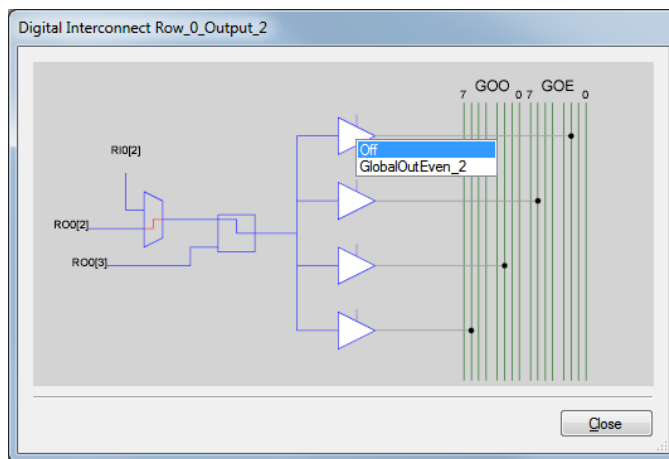 Digital Interconnect Row_0_Output_2
GOO GOE
7 0 7 0
RI0[2]
Off
GlobalOutEven_2
RO0[2]
RO0[3]
Close